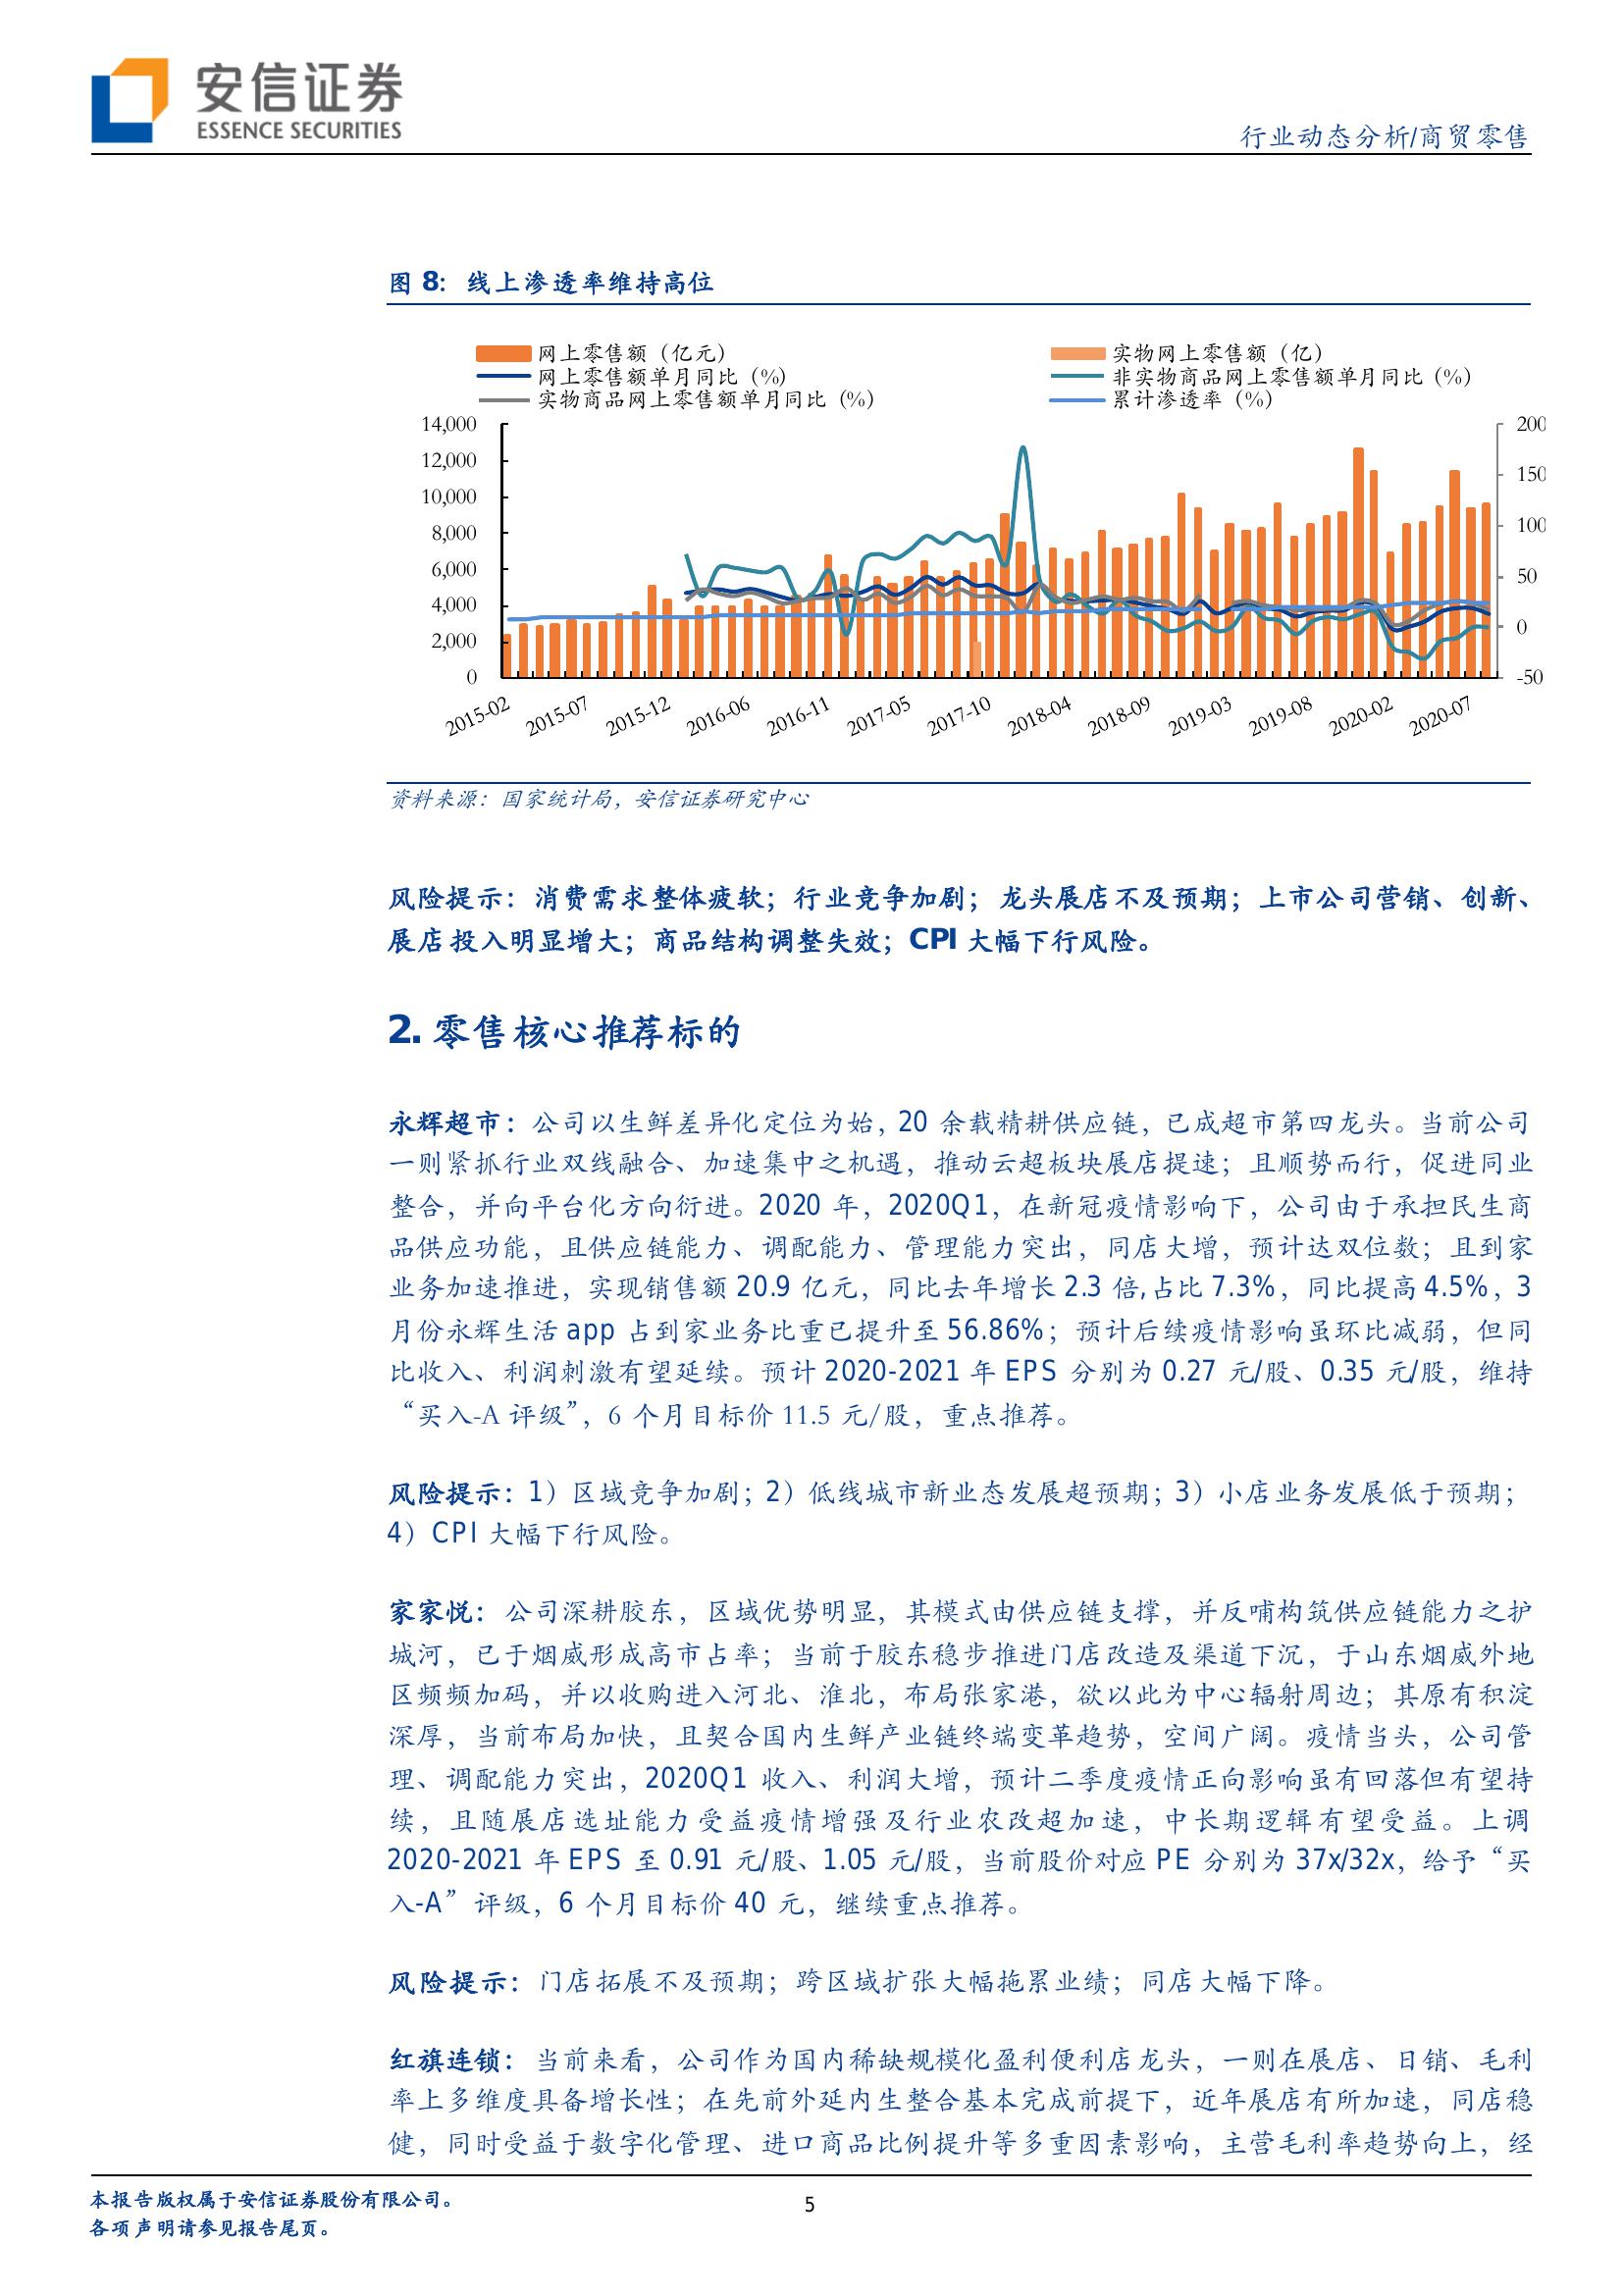 安信证券
ESSENCE SECURITIES
行业动态分析/商贸零售
图 8：线上渗透率维持高位
网上零售额（亿元）
实物网上零售额（亿）
网上零售额单月同比（%）
非实物商品网上零售额单月同比（%）
实物商品网上零售额单月同比（%）
累计渗透率（%）
14,000
12,000
10,000
8,000
6,000
4,000
2,000
0
200
150
100
50
0
-50
2015-02
2015-07
2015-12
2016-06
2016-11
2017-05
2017-10
2018-04
2018-09
2019-03
2019-08
2020-02
2020-07
资料来源：国家统计局，安信证券研究中心
风险提示：消费需求整体疲软；行业竞争加剧；龙头展店不及预期；上市公司营销、创新、
展店投入明显增大；商品结构调整失效；CPI 大幅下行风险。
2. 零售核心推荐标的
永辉超市：公司以生鲜差异化定位为始，20 余载精耕供应链，已成超市第四龙头。当前公司
一则紧抓行业双线融合、加速集中之机遇，推动云超板块展店提速；且顺势而行，促进同业
整合，并向平台化方向衍进。2020 年，2020Q1，在新冠疫情影响下，公司由于承担民生商
品供应功能，且供应链能力、调配能力、管理能力突出，同店大增，预计达双位数；且到家
业务加速推进，实现销售额 20.9 亿元，同比去年增长 2.3 倍,占比 7.3%，同比提高 4.5%，3
月份永辉生活 app 占到家业务比重已提升至 56.86%；预计后续疫情影响虽环比减弱，但同
比收入、利润刺激有望延续。预计 2020-2021 年 EPS 分别为 0.27 元/股、0.35 元/股，维持
“买入-A 评级”，6 个月目标价 11.5 元/股，重点推荐。
风险提示：1）区域竞争加剧；2）低线城市新业态发展超预期；3）小店业务发展低于预期；
4）CPI 大幅下行风险。
家家悦：公司深耕胶东，区域优势明显，其模式由供应链支撑，并反哺构筑供应链能力之护
城河，已于烟威形成高市占率；当前于胶东稳步推进门店改造及渠道下沉，于山东烟威外地
区频频加码，并以收购进入河北、淮北，布局张家港，欲以此为中心辐射周边；其原有积淀
深厚，当前布局加快，且契合国内生鲜产业链终端变革趋势，空间广阔。疫情当头，公司管
理、调配能力突出，2020Q1 收入、利润大增，预计二季度疫情正向影响虽有回落但有望持
续，且随展店选址能力受益疫情增强及行业农改超加速，中长期逻辑有望受益。上调
2020-2021 年 EPS 至 0.91 元/股、1.05 元/股，当前股价对应 PE 分别为 37x/32x，给予“买
入-A”评级，6 个月目标价 40 元，继续重点推荐。
风险提示：门店拓展不及预期；跨区域扩张大幅拖累业绩；同店大幅下降。
红旗连锁：当前来看，公司作为国内稀缺规模化盈利便利店龙头，一则在展店、日销、毛利
率上多维度具备增长性；在先前外延内生整合基本完成前提下，近年展店有所加速，同店稳
健，同时受益于数字化管理、进口商品比例提升等多重因素影响，主营毛利率趋势向上，经
本报告版权属于安信证券股份有限公司。
5
各项声明请参见报告尾页。